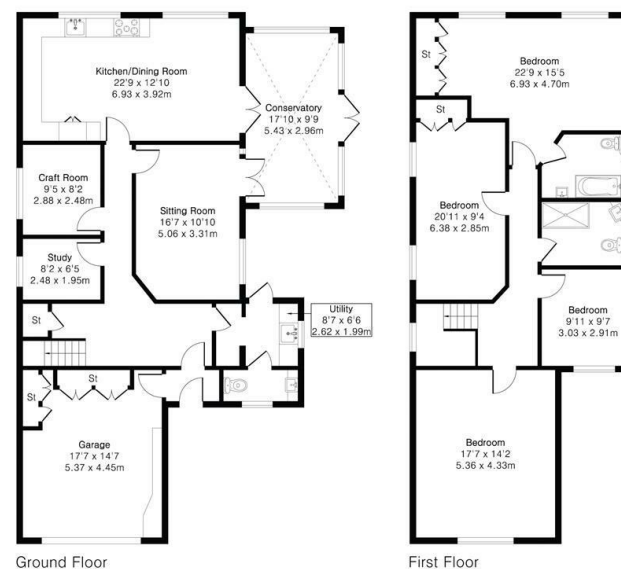 Kitchen/Dining Room
22'9 x 12'10
6.93 x 3.92m
Conservatory
17'10 x 9'9
5.43 x 2.96m
Craft Room
9'5 x 8'2
2.88 x 2.48m
Sitting Room
16'7 x 10'10
5.06 x 3.31m
Study
8'2 x 6'5
2.48 x 1.95m
St
Utility
8'7 x 6'6
2.62 x 1.99m
St
St
Garage
17'7 x 14'7
5.37 x 4.45m
Ground Floor
St
Bedroom
22'9 x 15'5
6.93 x 4.70m
St
Bedroom
20'11 x 9'4
6.38 x 2.85m
Bedroom
9'11 x 9'7
3.03 x 2.91m
Bedroom
17'7 x 14'2
5.36 x 4.33m
First Floor